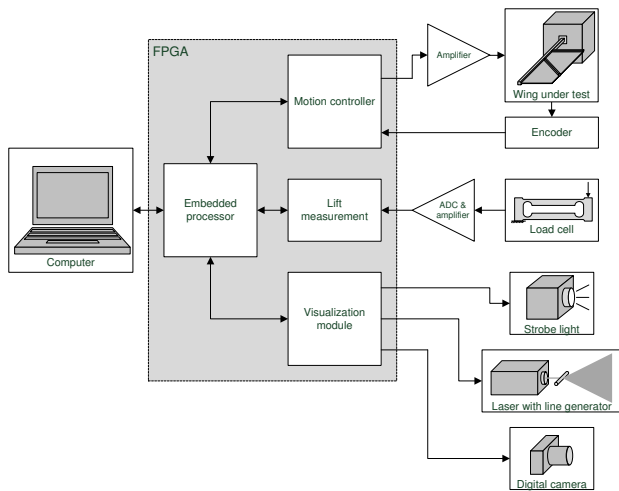 FPGA
Amplifier
Motion controller
Wing under test
Encoder
Embedded
processor
Lift
measurement
ADC &
amplifier
Load cell
Computer
Visualization
module
Strobe light
Laser with line generator
Digital camera